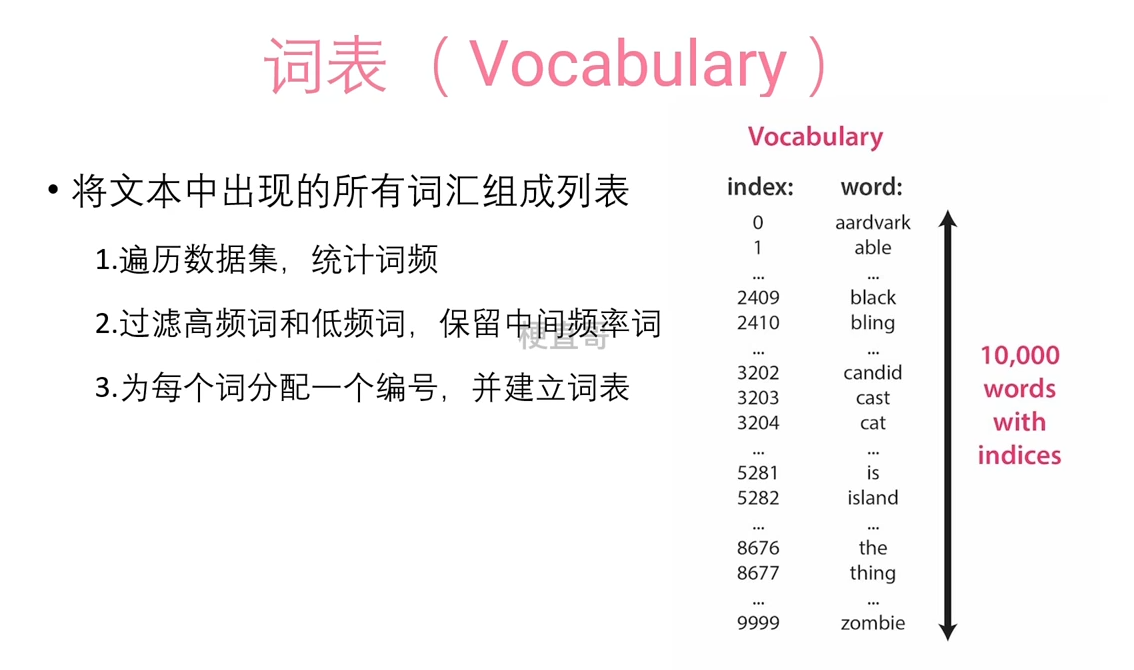 词表（Vocabulary）
• 将文本中出现的所有词汇组成列表
1.遍历数据集，统计词频
2.过滤高频词和低频词，保留中间频率词
梗直哥
3.为每个词分配一个编号，并建立词表
Vocabulary
index: word:
0 aardvark
1 able
... ...
2409 black
2410 bling
... ...
3202 candid
3203 cast
3204 cat
... ...
5281 is
5282 island
... ...
8676 the
8677 thing
... ...
9999 zombie
10,000
words
with
indices